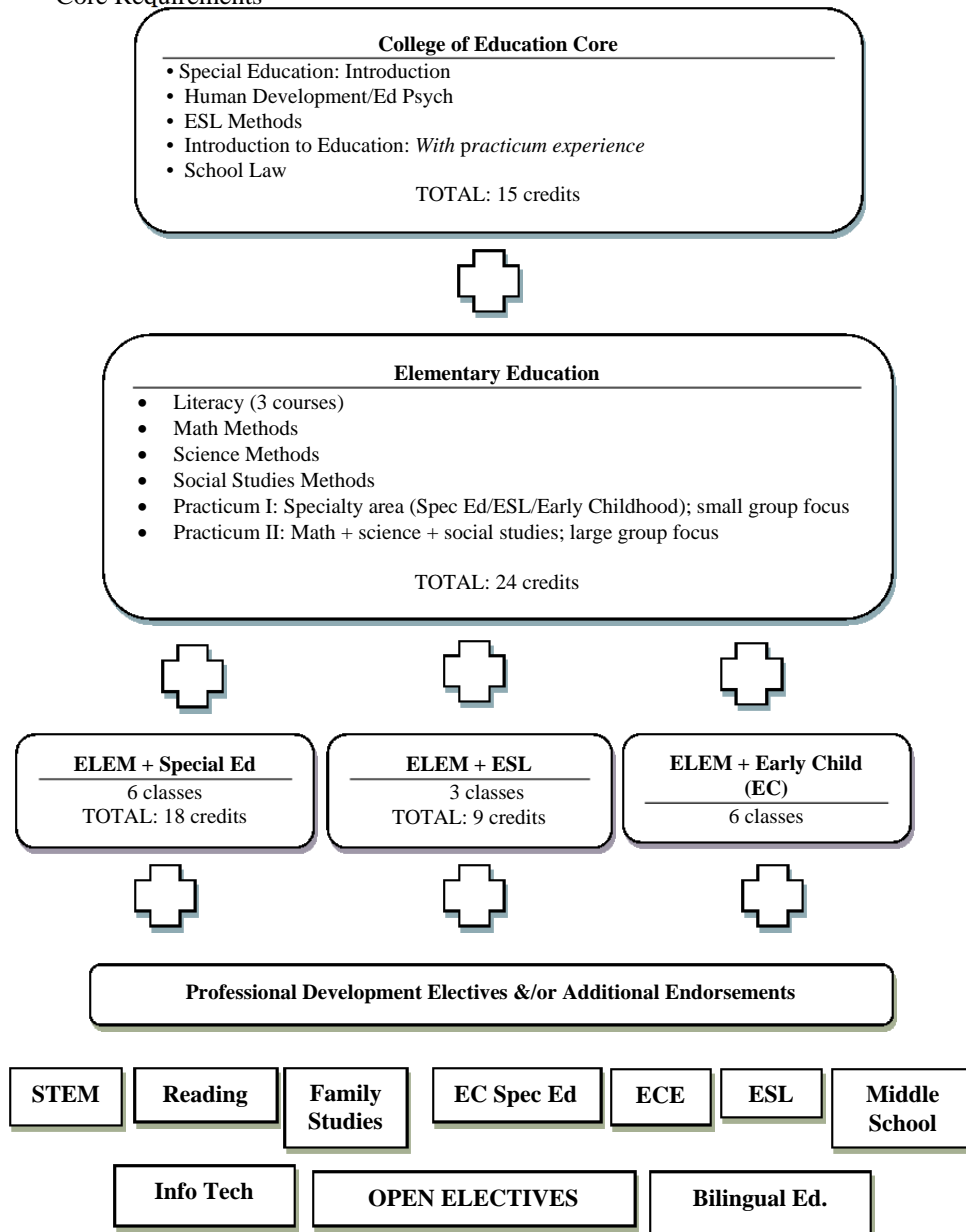 Core Requirements
College of Education Core
• Special Education: Introduction
• Human Development/Ed Psych
• ESL Methods
• Introduction to Education: With practicum experience
• School Law
TOTAL: 15 credits
Elementary Education
• Literacy (3 courses)
• Math Methods
• Science Methods
• Social Studies Methods
• Practicum I: Specialty area (Spec Ed/ESL/Early Childhood); small group focus
• Practicum II: Math + science + social studies; large group focus
TOTAL: 24 credits
ELEM + Special Ed
6 classes
TOTAL: 18 credits
ELEM + ESL
3 classes
TOTAL: 9 credits
ELEM + Early Child
(EC)
6 classes
Professional Development Electives &/or Additional Endorsements
STEM
Reading
Family
Studies
EC Spec Ed
ECE
ESL
Middle
School
Info Tech
OPEN ELECTIVES
Bilingual Ed.